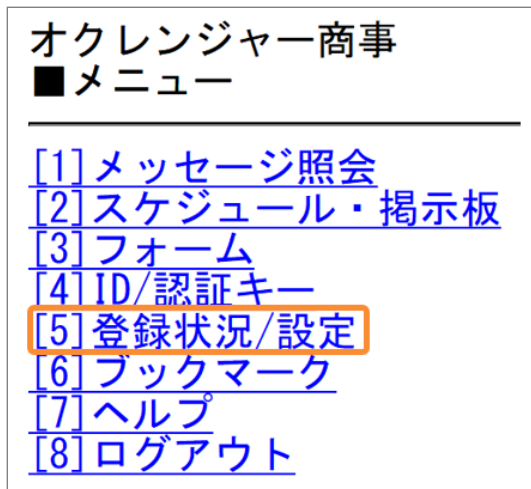 オクレンジャー商事
■メニュー
[1]メッセージ照会
[2]スケジュール・掲示板
[3]フォーム
[4]ID/認証キー
[5]登録状況/設定
[6]ブックマーク
[7]ヘルプ
[8]ログアウト